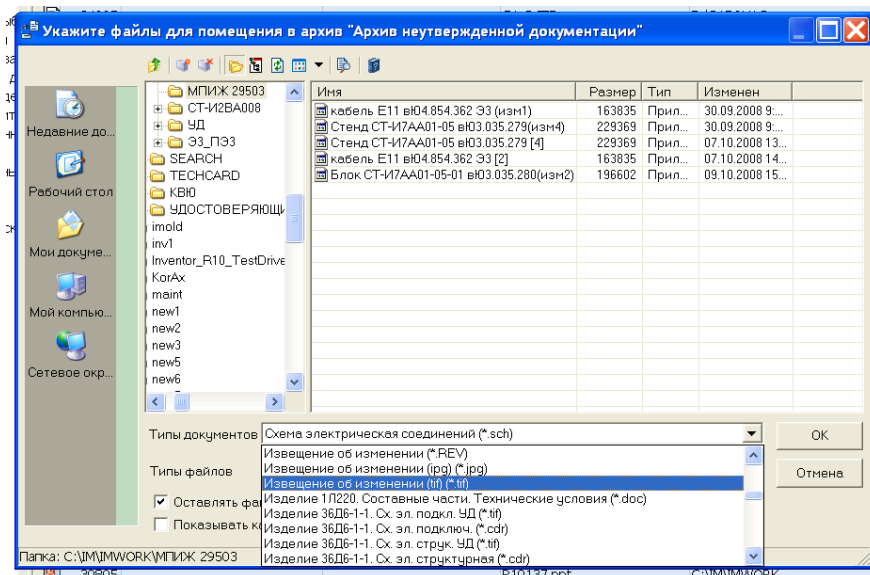 Укажите файлы для помещения в архив "Архив неутвержденной документации"
Недавние до...
Рабочий стол
Мои докуме...
Мой компью...
Сетевое окр...
МПИЖ 29503
СТ-И2ВА008
УД
Э3_ПЭ3
SEARCH
TECHCARD
КВЮ
УДОСТОВЕРЯЮЩИ
imold
inv1
Inventor_R10_TestDrive
KorAx
maint
new1
new2
new3
new5
new6
Имя Размер Тип Изменен
кабель Е11 вЮ4.854.362 Э3 (изм1) 163835 Прил... 30.09.2008 9:...
Стенд СТ-И7АА01-05 вЮ3.035.279(изм4) 229369 Прил... 30.09.2008 9:...
Стенд СТ-И7АА01-05 вЮ3.035.279 [4] 229369 Прил... 07.10.2008 13...
кабель Е11 вЮ4.854.362 Э3 [2] 163835 Прил... 07.10.2008 14...
Блок СТ-И7АА01-05-01 вЮ3.035.280(изм2) 196602 Прил... 09.10.2008 15...
Типы документов Схема электрическая соединений (*.sch) OK
Извещение об изменении (*.REV)
Типы файлов Извещение об изменении (jpg) (*.jpg) Отмена
Извещение об изменении (tif) (*.tif)
Оставлять фа Изделие 1Л220. Составные части. Технические условия (*.doc)
Изделие 36Д6-1-1. Сх. эл. подкл. УД (*.tif)
Показывать ко Изделие 36Д6-1-1. Сх. эл. подключ. (*.cdr)
Изделие 36Д6-1-1. Сх. эл. струк. УД (*.tif)
Папка: C:\IM\IMWORK\МПИЖ 29503 Изделие 36Д6-1-1. Сх. эл. структурная (*.cdr)